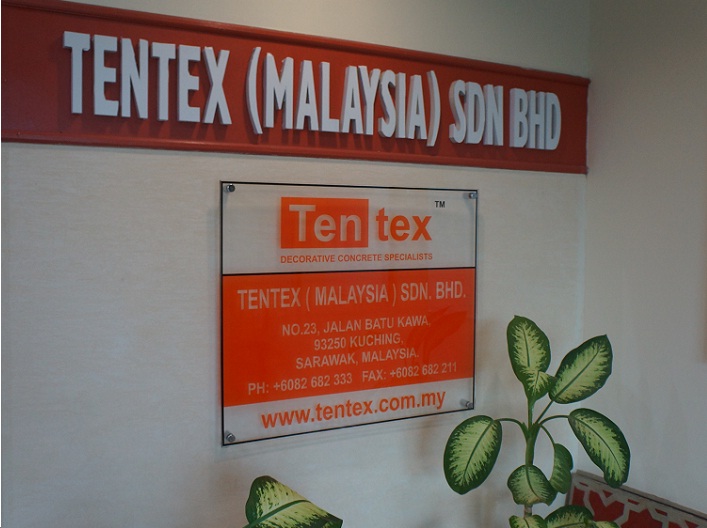 TENTEX (MALAYSIA) SDN BHD
Ten tex ™
DECORATIVE CONCRETE SPECIALISTS
TENTEX ( MALAYSIA ) SDN. BHD.
NO.23, JALAN BATU KAWA,
93250 KUCHING,
SARAWAK, MALAYSIA.
PH: +6082 682 333 FAX: +6082 682 211
www.tentex.com.my